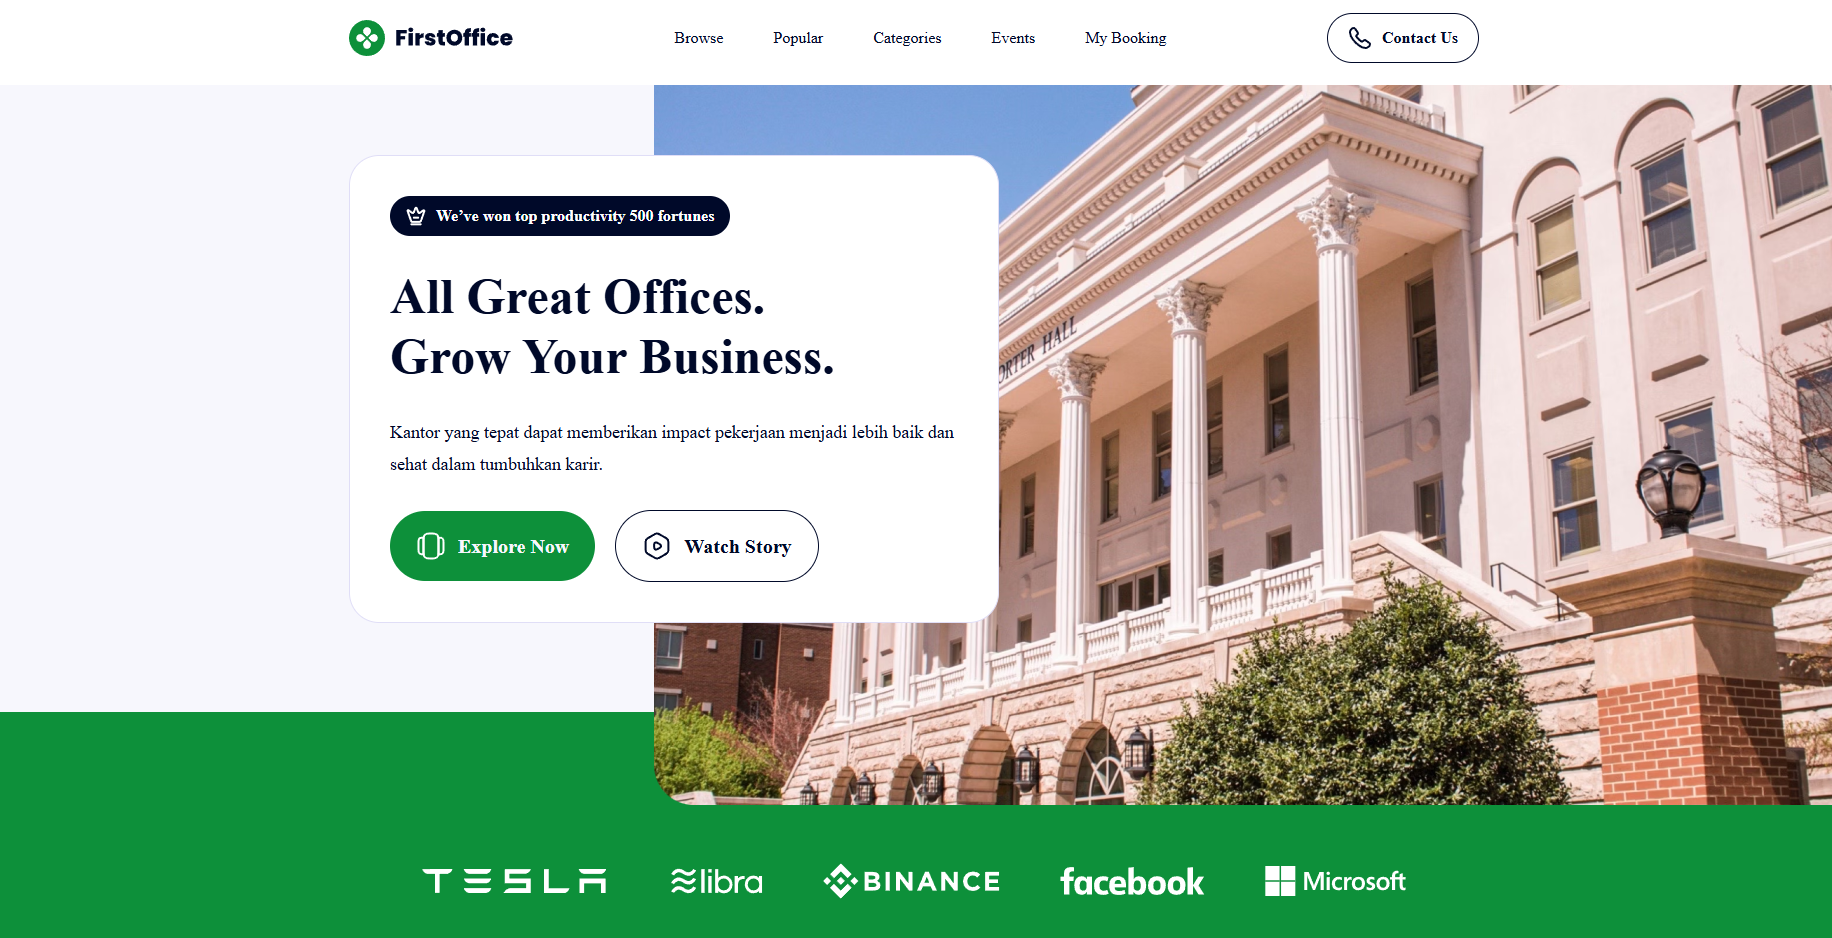 FirstOffice
Browse
Popular
Categories
Events
My Booking
Contact Us
We’ve won top productivity 500 fortunes
All Great Offices.
Grow Your Business.
ORTER HALL
Kantor yang tepat dapat memberikan impact pekerjaan menjadi lebih baik dan
sehat dalam tumbuhkan karir.
Explore Now
Watch Story
TESLA
libra
BINANCE
facebook
Microsoft